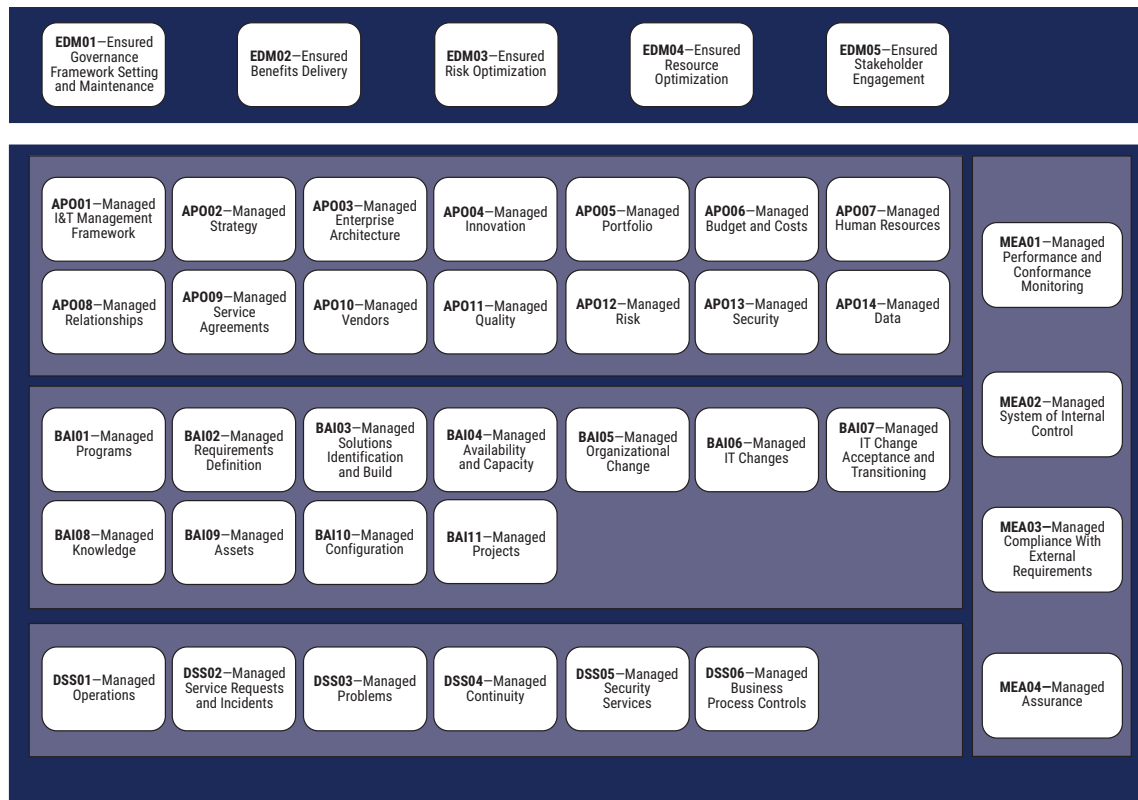 EDM01—Ensured
Governance
Framework Setting
and Maintenance
EDM02—Ensured
Benefits Delivery
EDM03—Ensured
Risk Optimization
EDM04—Ensured
Resource
Optimization
EDM05—Ensured
Stakeholder
Engagement
APO01—Managed
I&T Management
Framework
APO02—Managed
Strategy
APO03—Managed
Enterprise
Architecture
APO04—Managed
Innovation
APO05—Managed
Portfolio
APO06—Managed
Budget and Costs
APO07—Managed
Human Resources
APO08—Managed
Relationships
APO09—Managed
Service
Agreements
APO10—Managed
Vendors
APO11—Managed
Quality
APO12—Managed
Risk
APO13—Managed
Security
APO14—Managed
Data
BAI01—Managed
Programs
BAI02—Managed
Requirements
Definition
BAI03—Managed
Solutions
Identification
and Build
BAI04—Managed
Availability
and Capacity
BAI05—Managed
Organizational
Change
BAI06—Managed
IT Changes
BAI07—Managed
IT Change
Acceptance and
Transitioning
BAI08—Managed
Knowledge
BAI09—Managed
Assets
BAI10—Managed
Configuration
BAI11—Managed
Projects
DSS01—Managed
Operations
DSS02—Managed
Service Requests
and Incidents
DSS03—Managed
Problems
DSS04—Managed
Continuity
DSS05—Managed
Security
Services
DSS06—Managed
Business
Process Controls
MEA01—Managed
Performance and
Conformance
Monitoring
MEA02—Managed
System of Internal
Control
MEA03—Managed
Compliance With
External
Requirements
MEA04—Managed
Assurance